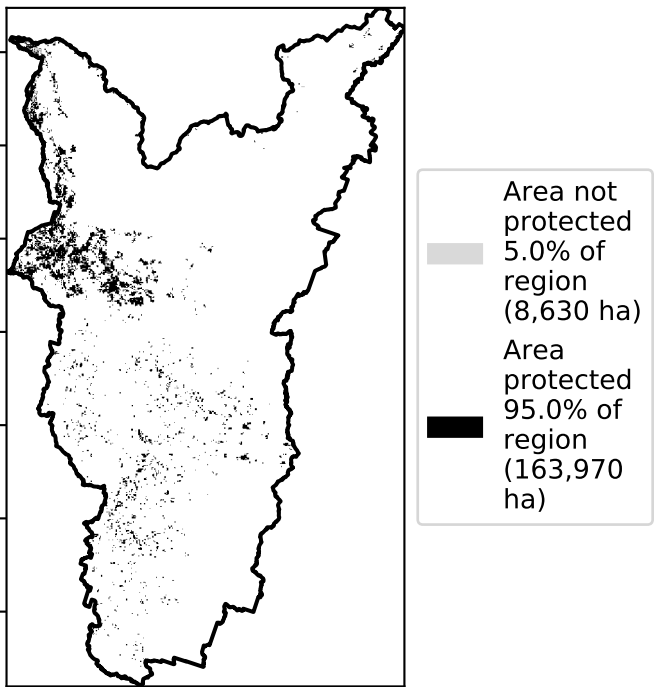 Area not
protected
5.0% of
region
(8,630 ha)
Area
protected
95.0% of
region
(163,970
ha)